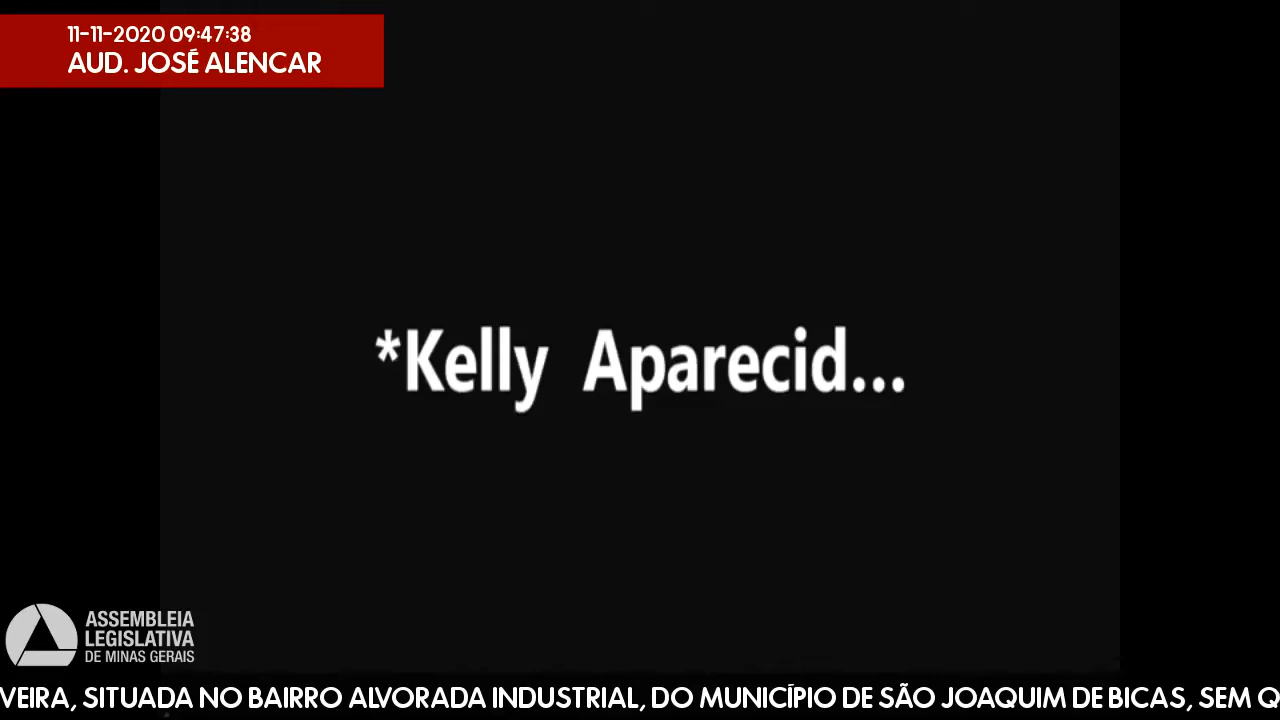 11-11-2020 09:47:38
AUD. JOSÉ ALENCAR
*Kelly Aparecid...
ASSEMBLEIA
LEGISLATIVA
DE MINAS GERAIS
VEIRA, SITUADA NO BAIRRO ALVORADA INDUSTRIAL, DO MUNICÍPIO DE SÃO JOAQUIM DE BICAS, SEM Q